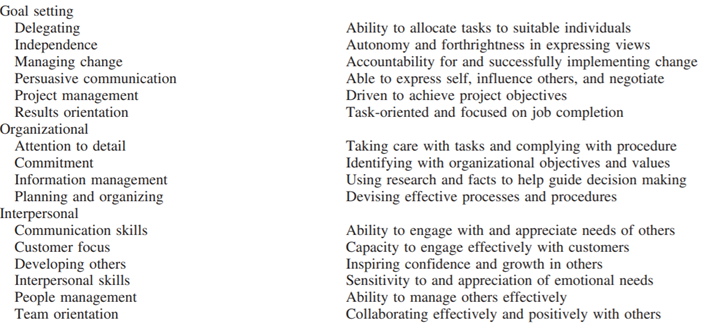 Goal setting
Delegating Ability to allocate tasks to suitable individuals
Independence Autonomy and forthrightness in expressing views
Managing change Accountability for and successfully implementing change
Persuasive communication Able to express self, influence others, and negotiate
Project management Driven to achieve project objectives
Results orientation Task-oriented and focused on job completion
Organizational
Attention to detail Taking care with tasks and complying with procedure
Commitment Identifying with organizational objectives and values
Information management Using research and facts to help guide decision making
Planning and organizing Devising effective processes and procedures
Interpersonal
Communication skills Ability to engage with and appreciate needs of others
Customer focus Capacity to engage effectively with customers
Developing others Inspiring confidence and growth in others
Interpersonal skills Sensitivity to and appreciation of emotional needs
People management Ability to manage others effectively
Team orientation Collaborating effectively and positively with others